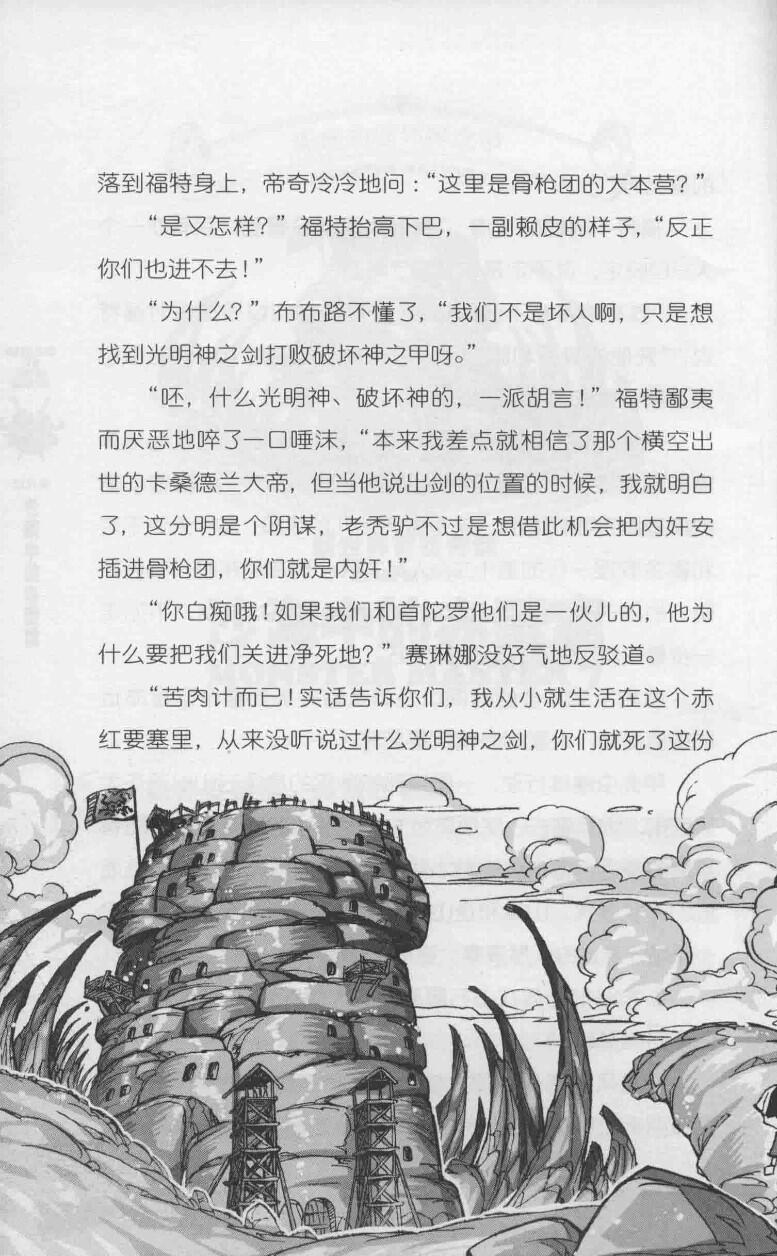 落到福特身上，帝奇冷冷地问：“这里是骨枪团的大本营？”
“是又怎样？”福特抬高下巴，一副赖皮的样子，“反正
你们也进不去！”
“为什么？”布布路不懂了，“我们不是坏人啊，只是想
找到光明神之剑打败破坏神之甲呀。”
“呸，什么光明神、破坏神的，一派胡言！”福特鄙夷
而厌恶地啐了一口唾沫，“本来我差点就相信了那个横空出
世的卡桑德兰大帝，但当他说出剑的位置的时候，我就明白
了，这分明是个阴谋，老秃驴不过是想借此机会把内奸安
插进骨枪团，你们就是内奸！”
“你白痴哦！如果我们和首陀罗他们是一伙儿的，他为
什么要把我们关进净死地？”赛琳娜没好气地反驳道。
“苦肉计而已！实话告诉你们，我从小就生活在这个赤
红要塞里，从来没听说过什么光明神之剑，你们就死了这份